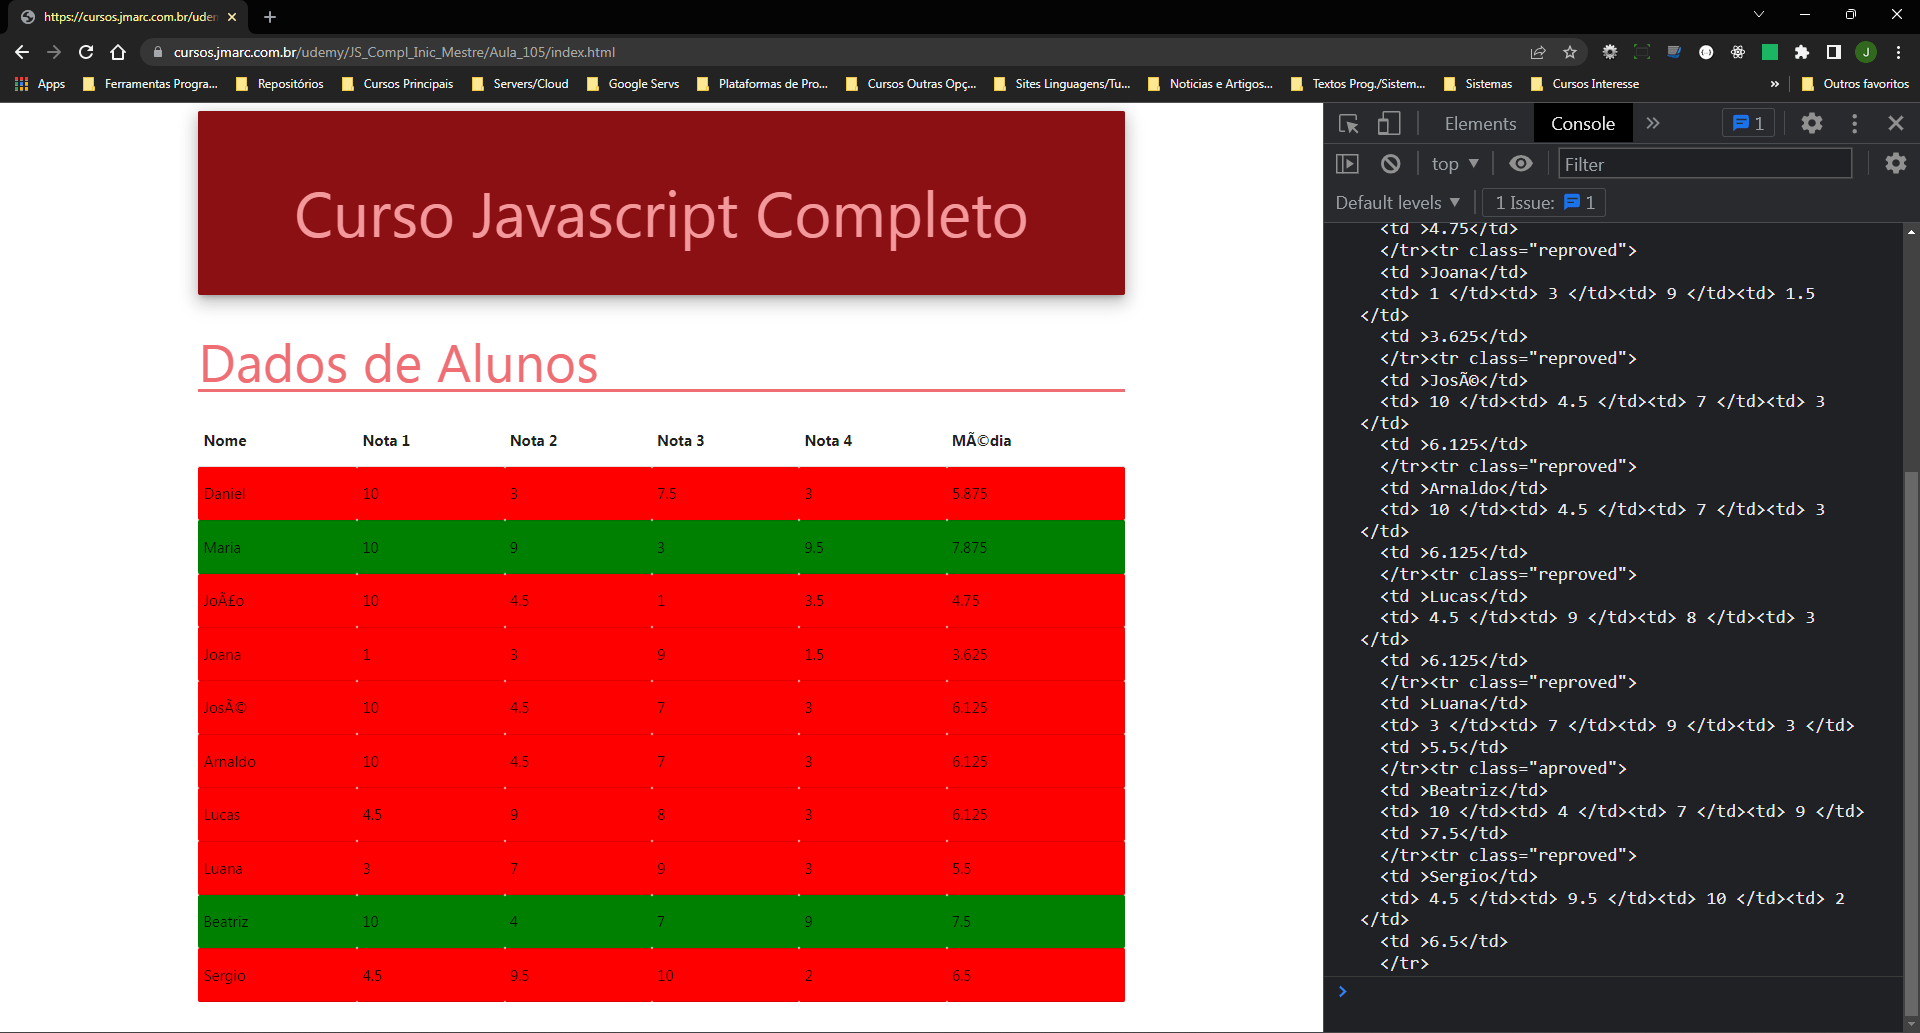 https://cursos.jmarc.com.br/uder
cursos.jmarc.com.br/udemy/JS_Compl_Inic_Mestre/Aula_105/index.html
J
Apps Ferramentas Progra... Repositórios Cursos Principais Servers/Cloud Google Servs Plataformas de Pro... Cursos Outras Opç... Sites Linguagens/Tu... Noticias e Artigos... Textos Prog./Sistem... Sistemas Cursos Interesse » Outros favoritos
Curso Javascript Completo
Dados de Alunos
Nome Nota 1 Nota 2 Nota 3 Nota 4 MÃ©dia
Daniel 10 3 7.5 3 5.875
Maria 10 9 3 9.5 7.875
JoÃ£o 10 4.5 1 3.5 4.75
Joana 1 3 9 1.5 3.625
JosÃ© 10 4.5 7 3 6.125
Arnaldo 10 4.5 7 3 6.125
Lucas 4.5 9 8 3 6.125
Luana 3 7 9 3 5.5
Beatriz 10 4 7 9 7.5
Sergio 4.5 9.5 10 2 6.5
Elements Console » 1
top Filter
Default levels 1 Issue: 1
<td >4.75</td>
</tr><tr class="reproved">
<td >Joana</td>
<td> 1 </td><td> 3 </td><td> 9 </td><td> 1.5
</td>
<td >3.625</td>
</tr><tr class="reproved">
<td >JosÃ©</td>
<td> 10 </td><td> 4.5 </td><td> 7 </td><td> 3
</td>
<td >6.125</td>
</tr><tr class="reproved">
<td >Arnaldo</td>
<td> 10 </td><td> 4.5 </td><td> 7 </td><td> 3
</td>
<td >6.125</td>
</tr><tr class="reproved">
<td >Lucas</td>
<td> 4.5 </td><td> 9 </td><td> 8 </td><td> 3
</td>
<td >6.125</td>
</tr><tr class="reproved">
<td >Luana</td>
<td> 3 </td><td> 7 </td><td> 9 </td><td> 3 </td>
<td >5.5</td>
</tr><tr class="aproved">
<td >Beatriz</td>
<td> 10 </td><td> 4 </td><td> 7 </td><td> 9 </td>
<td >7.5</td>
</tr><tr class="reproved">
<td >Sergio</td>
<td> 4.5 </td><td> 9.5 </td><td> 10 </td><td> 2
</td>
<td >6.5</td>
</tr>